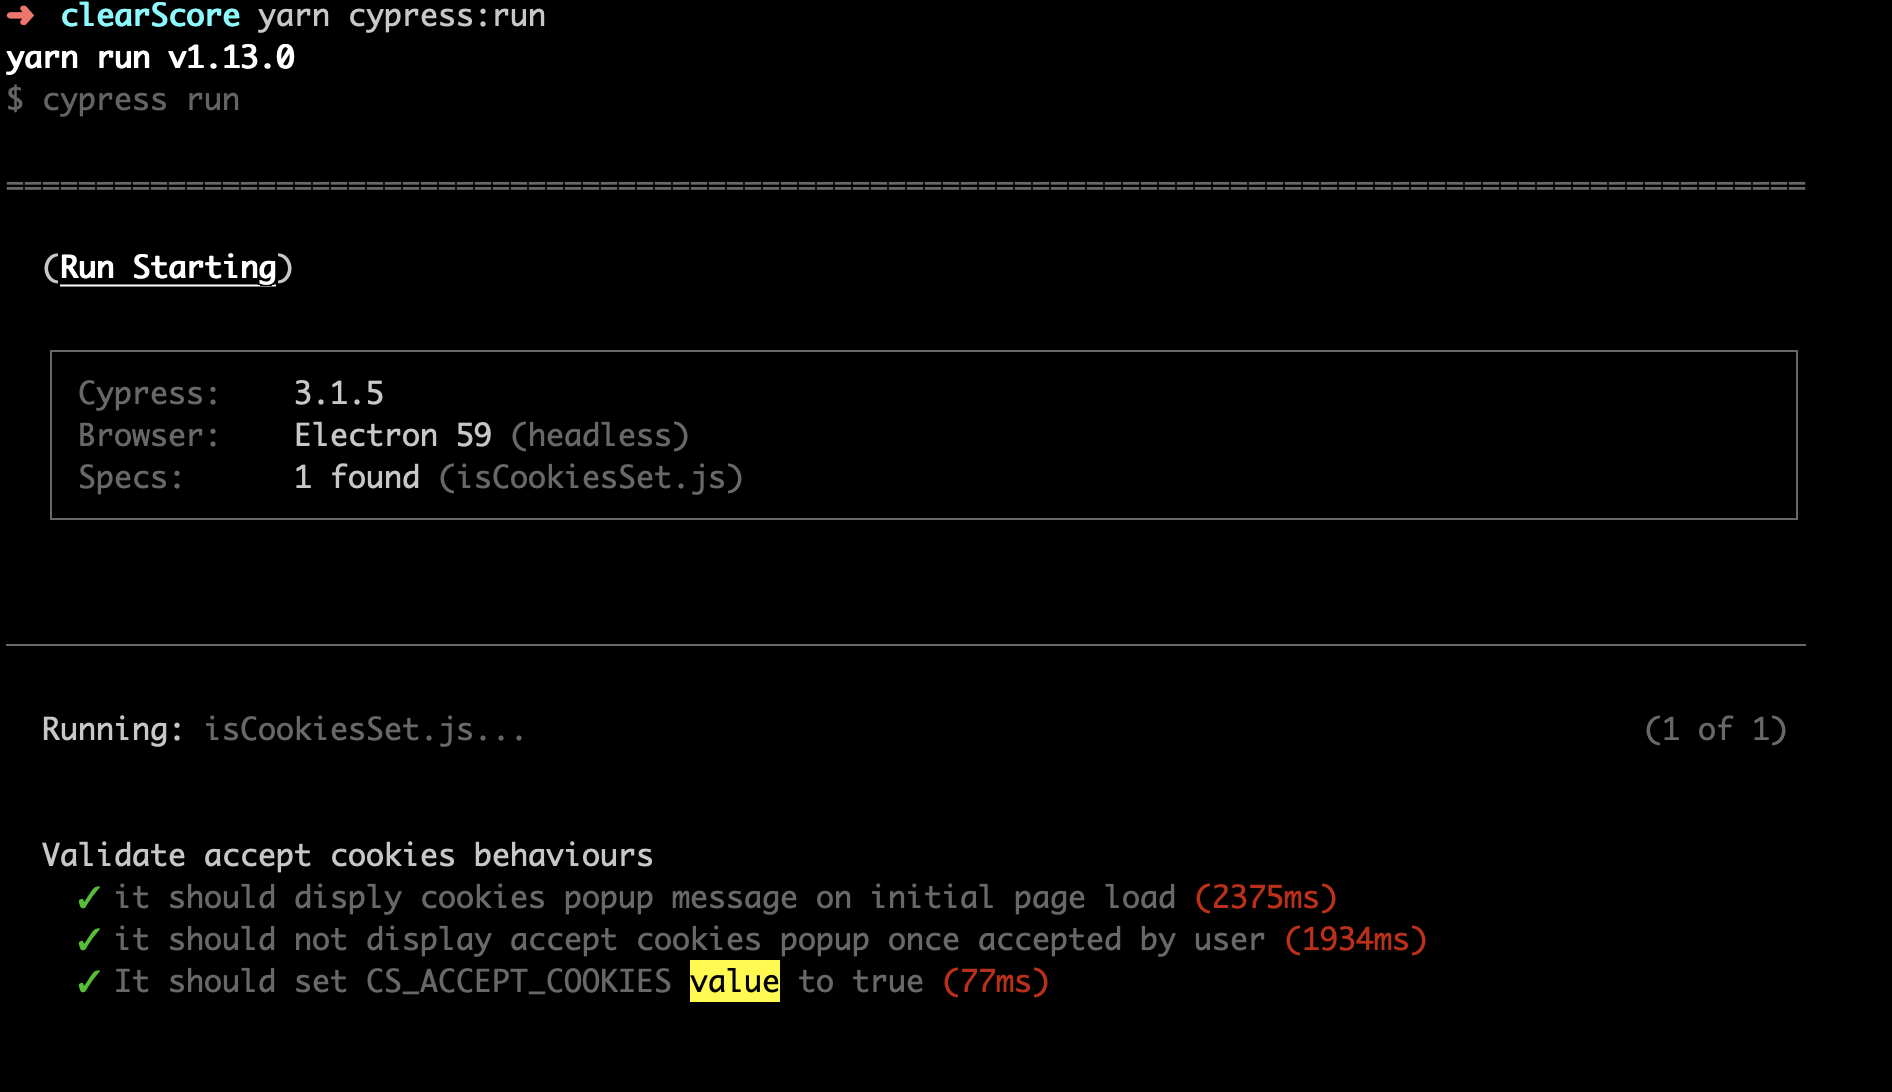 ➜ clearScore yarn cypress:run
yarn run v1.13.0
$ cypress run
====================================================================================================
(Run Starting)
Cypress: 3.1.5
Browser: Electron 59 (headless)
Specs: 1 found (isCookiesSet.js)
Running: isCookiesSet.js... (1 of 1)
Validate accept cookies behaviours
✓ it should disply cookies popup message on initial page load (2375ms)
✓ it should not display accept cookies popup once accepted by user (1934ms)
✓ It should set CS_ACCEPT_COOKIES value to true (77ms)